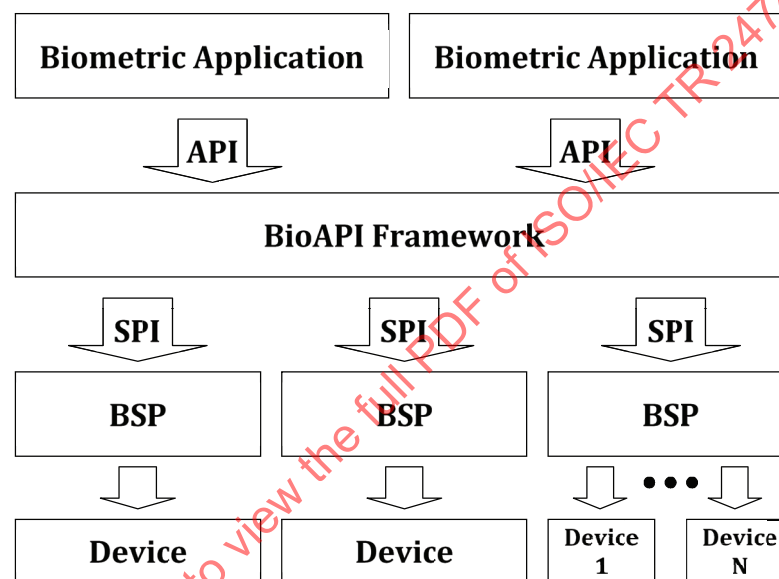 Biometric Application
Biometric Application
API
API
BioAPI Framework
SPI
SPI
SPI
BSP
BSP
BSP
Device
Device
Device
1
Device
N
to view the full PDF of ISO/IEC TR 247